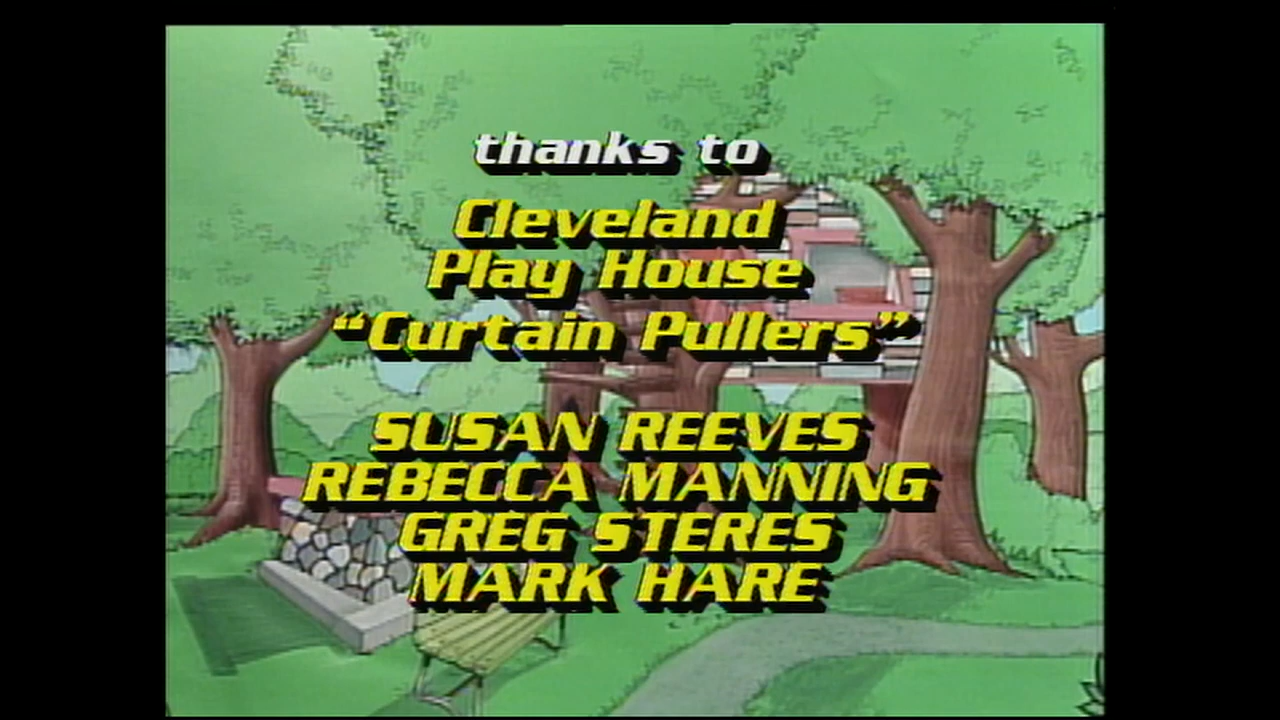 thanks to
Cleveland
Play House
“Curtain Pullers”
SUSAN REEVES
REBECCA MANNING
GREG STERES
MARK HARE